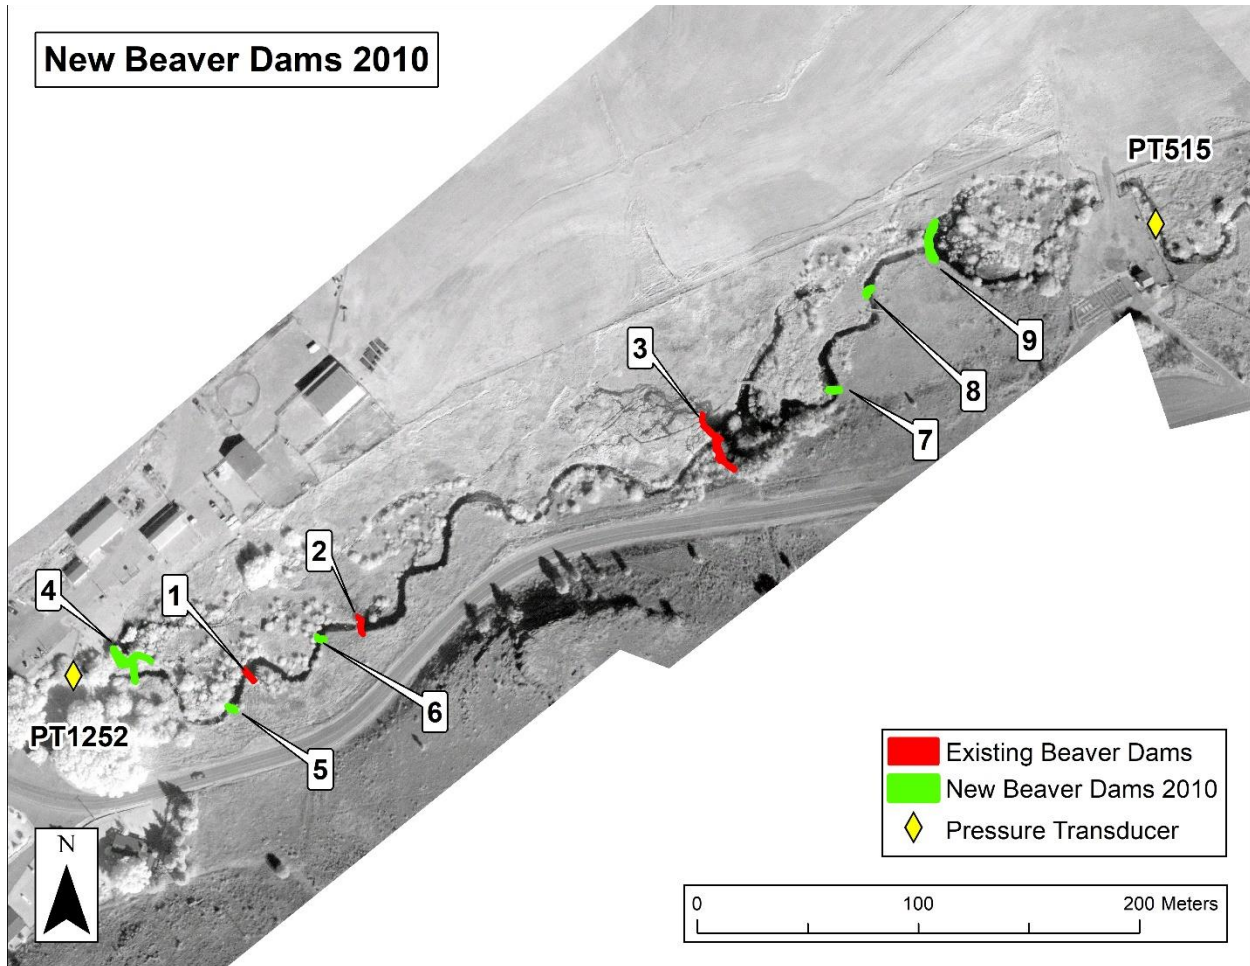 New Beaver Dams 2010
PT515
3
9
8
7
2
4
1
6
PT1252
5
Existing Beaver Dams
New Beaver Dams 2010
Pressure Transducer
N
0 100 200 Meters